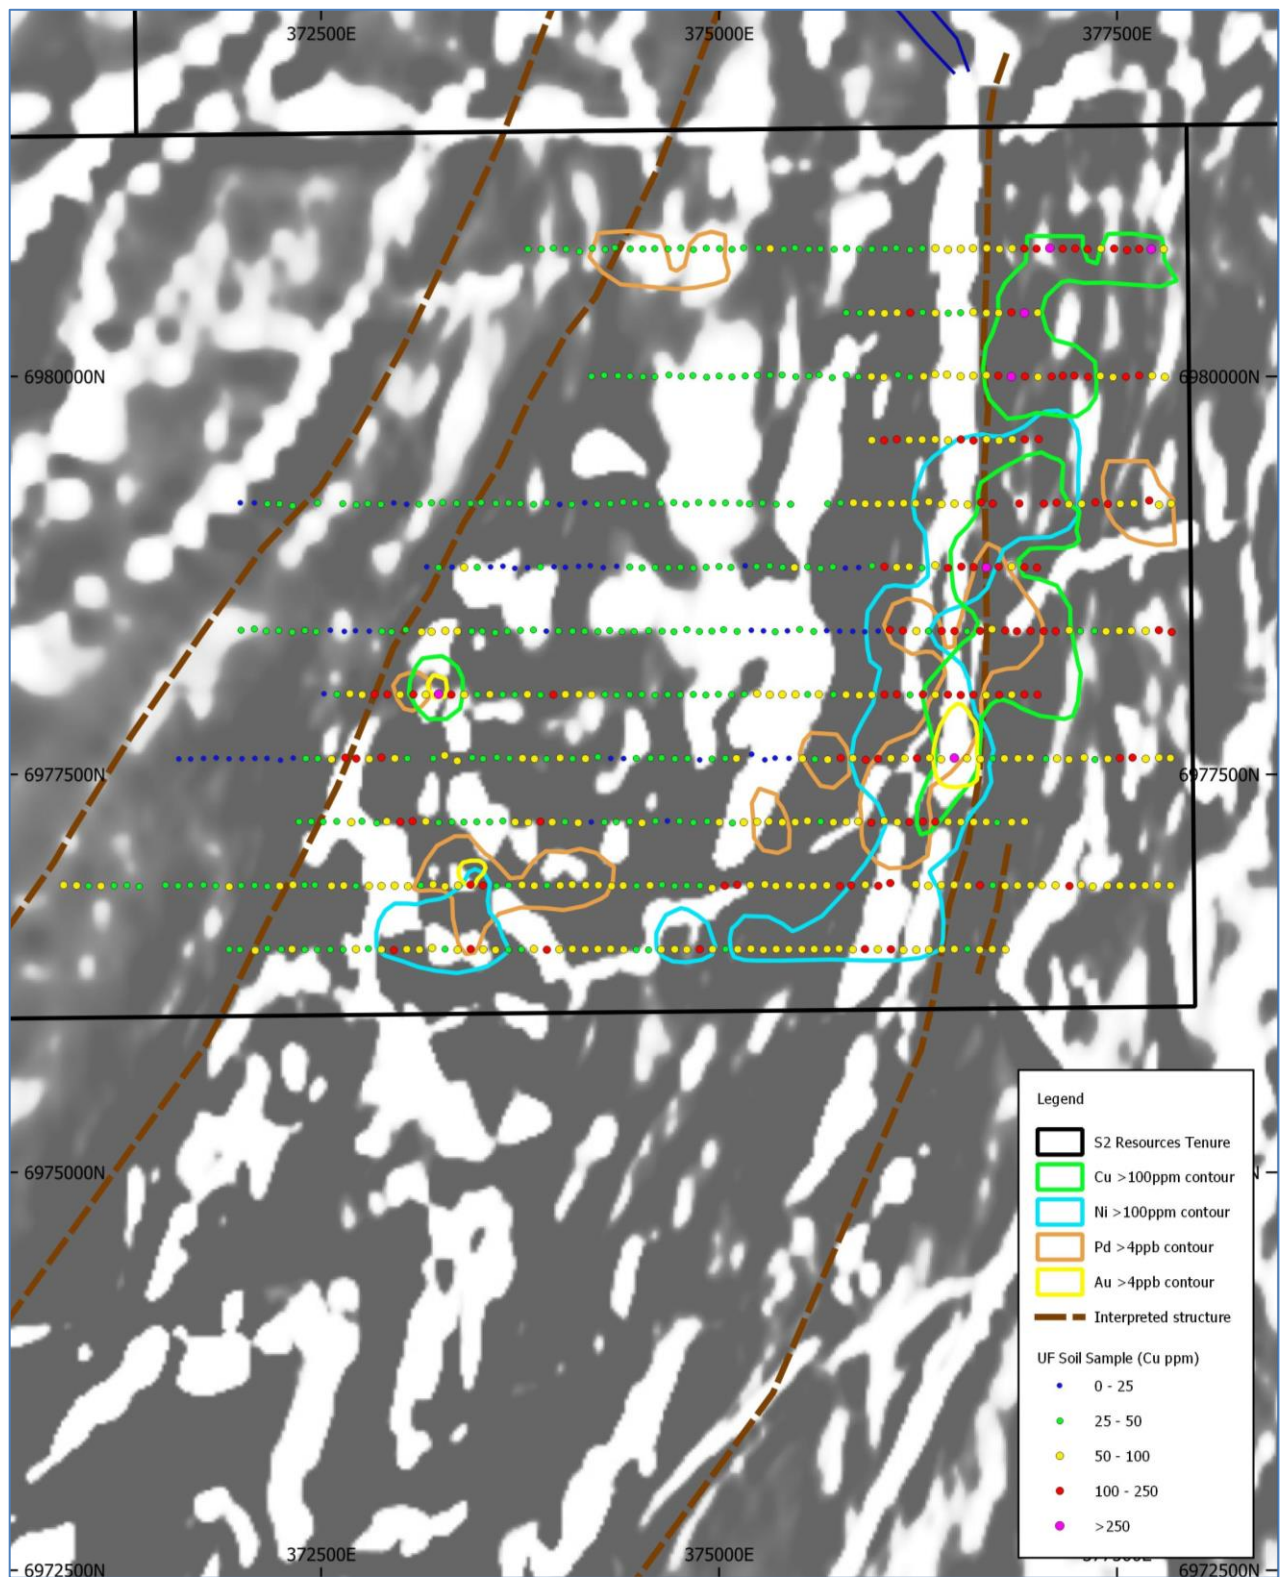 372500E
375000E
377500E
6980000N
6980000N
6977500N
6977500N
6975000N
N
Legend
S2 Resources Tenure
Cu >100ppm contour
Ni >100ppm contour
Pd >4ppb contour
Au >4ppb contour
Interpreted structure
UF Soil Sample (Cu ppm)
0 - 25
25 - 50
50 - 100
100 - 250
>250
372500E
375000E
377500E
6972500N
6972500N